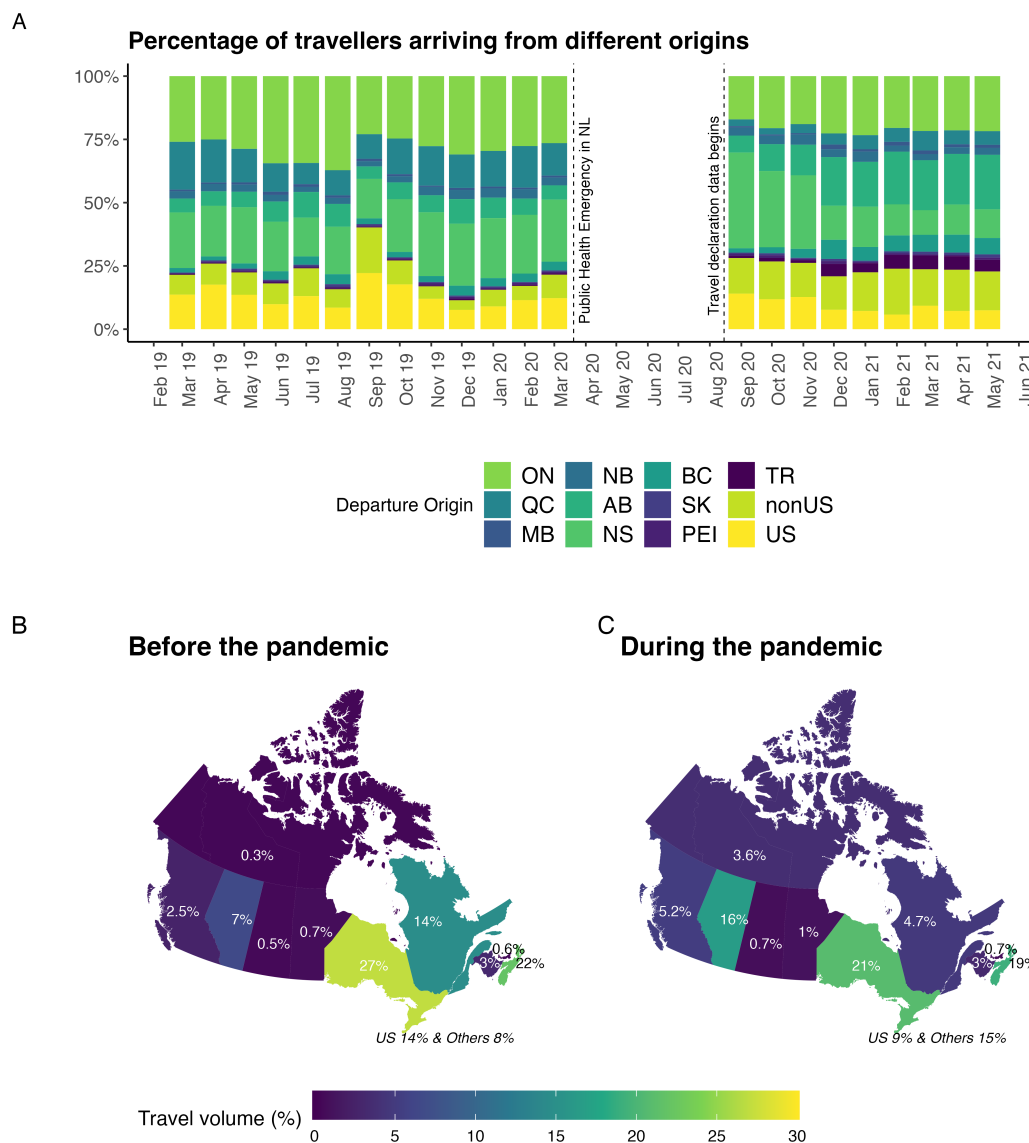 A
Percentage of travellers arriving from different origins
100%
75%
50%
25%
0%
Public Health Emergency in NL
Travel declaration data begins
Feb 19
Mar 19
Apr 19
May 19
Jun 19
Jul 19
Aug 19
Sep 19
Oct 19
Nov 19
Dec 19
Jan 20
Feb 20
Mar 20
Apr 20
May 20
Jun 20
Jul 20
Aug 20
Sep 20
Oct 20
Nov 20
Dec 20
Jan 21
Feb 21
Mar 21
Apr 21
May 21
Jun 21
Departure Origin
ON NB BC TR
QC AB SK nonUS
MB NS PEI US
B
Before the pandemic
0.3%
2.5%
7%
0.5%
0.7%
27%
14%
0.6%
3%
22%
US 14% & Others 8%
C
During the pandemic
3.6%
5.2%
16%
0.7%
1%
21%
4.7%
0.7%
3%
19%
US 9% & Others 15%
Travel volume (%)
0 5 10 15 20 25 30